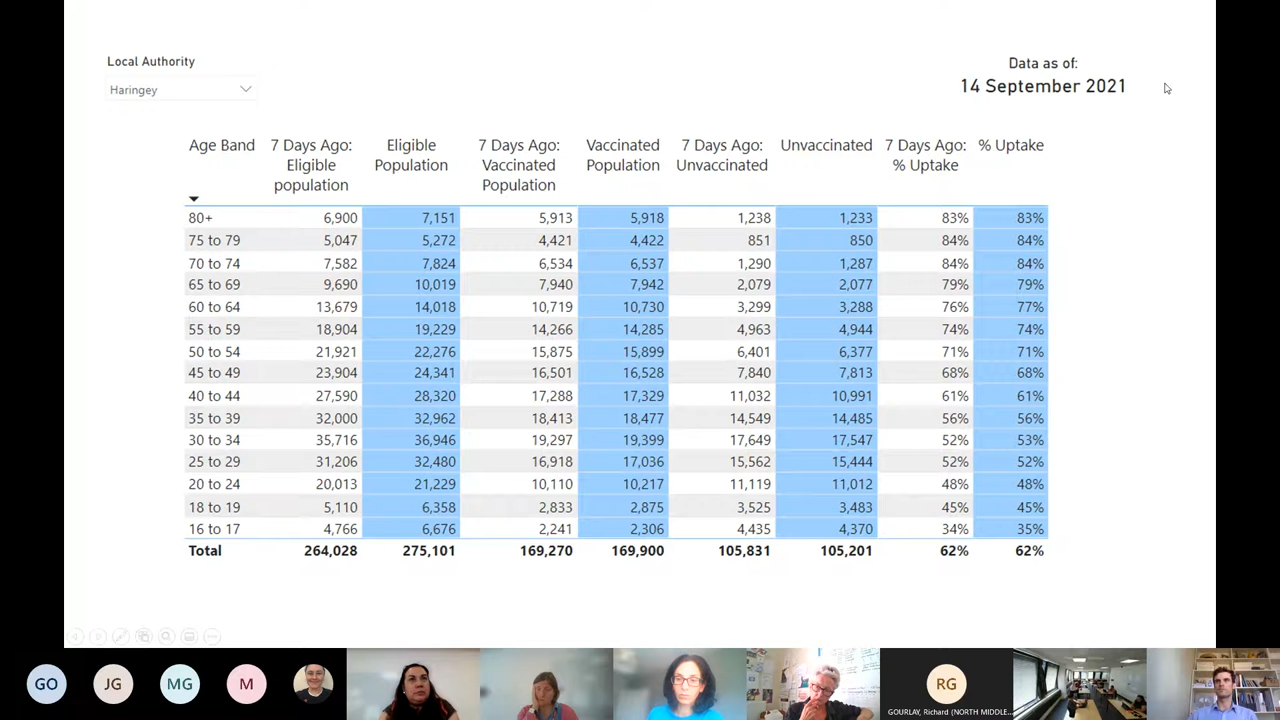 Local Authority
Haringey
Data as of:
14 September 2021
Age Band 7 Days Ago: Eligible population Eligible Population 7 Days Ago: Vaccinated Population Vaccinated Population 7 Days Ago: Unvaccinated Unvaccinated 7 Days Ago: % Uptake % Uptake
80+ 6,900 7,151 5,913 5,918 1,238 1,233 83% 83%
75 to 79 5,047 5,272 4,421 4,422 851 850 84% 84%
70 to 74 7,582 7,824 6,534 6,537 1,290 1,287 84% 84%
65 to 69 9,690 10,019 7,940 7,942 2,079 2,077 79% 79%
60 to 64 13,679 14,018 10,719 10,730 3,299 3,288 76% 77%
55 to 59 18,904 19,229 14,266 14,285 4,963 4,944 74% 74%
50 to 54 21,921 22,276 15,875 15,899 6,401 6,377 71% 71%
45 to 49 23,904 24,341 16,501 16,528 7,840 7,813 68% 68%
40 to 44 27,590 28,320 17,288 17,329 11,032 10,991 61% 61%
35 to 39 32,000 32,962 18,413 18,477 14,549 14,485 56% 56%
30 to 34 35,716 36,946 19,297 19,399 17,649 17,547 52% 53%
25 to 29 31,206 32,480 16,918 17,036 15,562 15,444 52% 52%
20 to 24 20,013 21,229 10,110 10,217 11,119 11,012 48% 48%
18 to 19 5,110 6,358 2,833 2,875 3,525 3,483 45% 45%
16 to 17 4,766 6,676 2,241 2,306 4,435 4,370 34% 35%
Total 264,028 275,101 169,270 169,900 105,831 105,201 62% 62%
GO JG MG M RG
GOURLAY, Richard (NORTH MIDDLE...